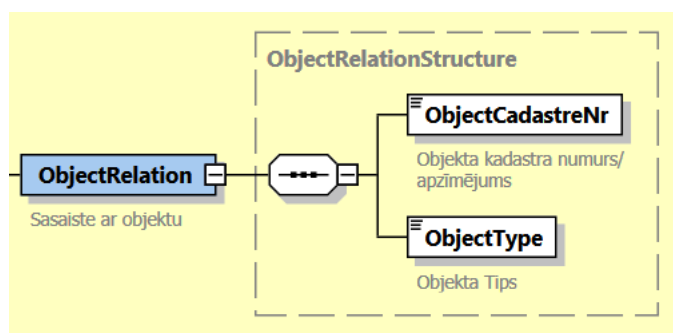 ObjectRelationStructure
ObjectCadastreNr
Objekta kadastra numurs/
apzīmējums
ObjectRelation
Sasaiste ar objektu
ObjectType
Objekta Tips